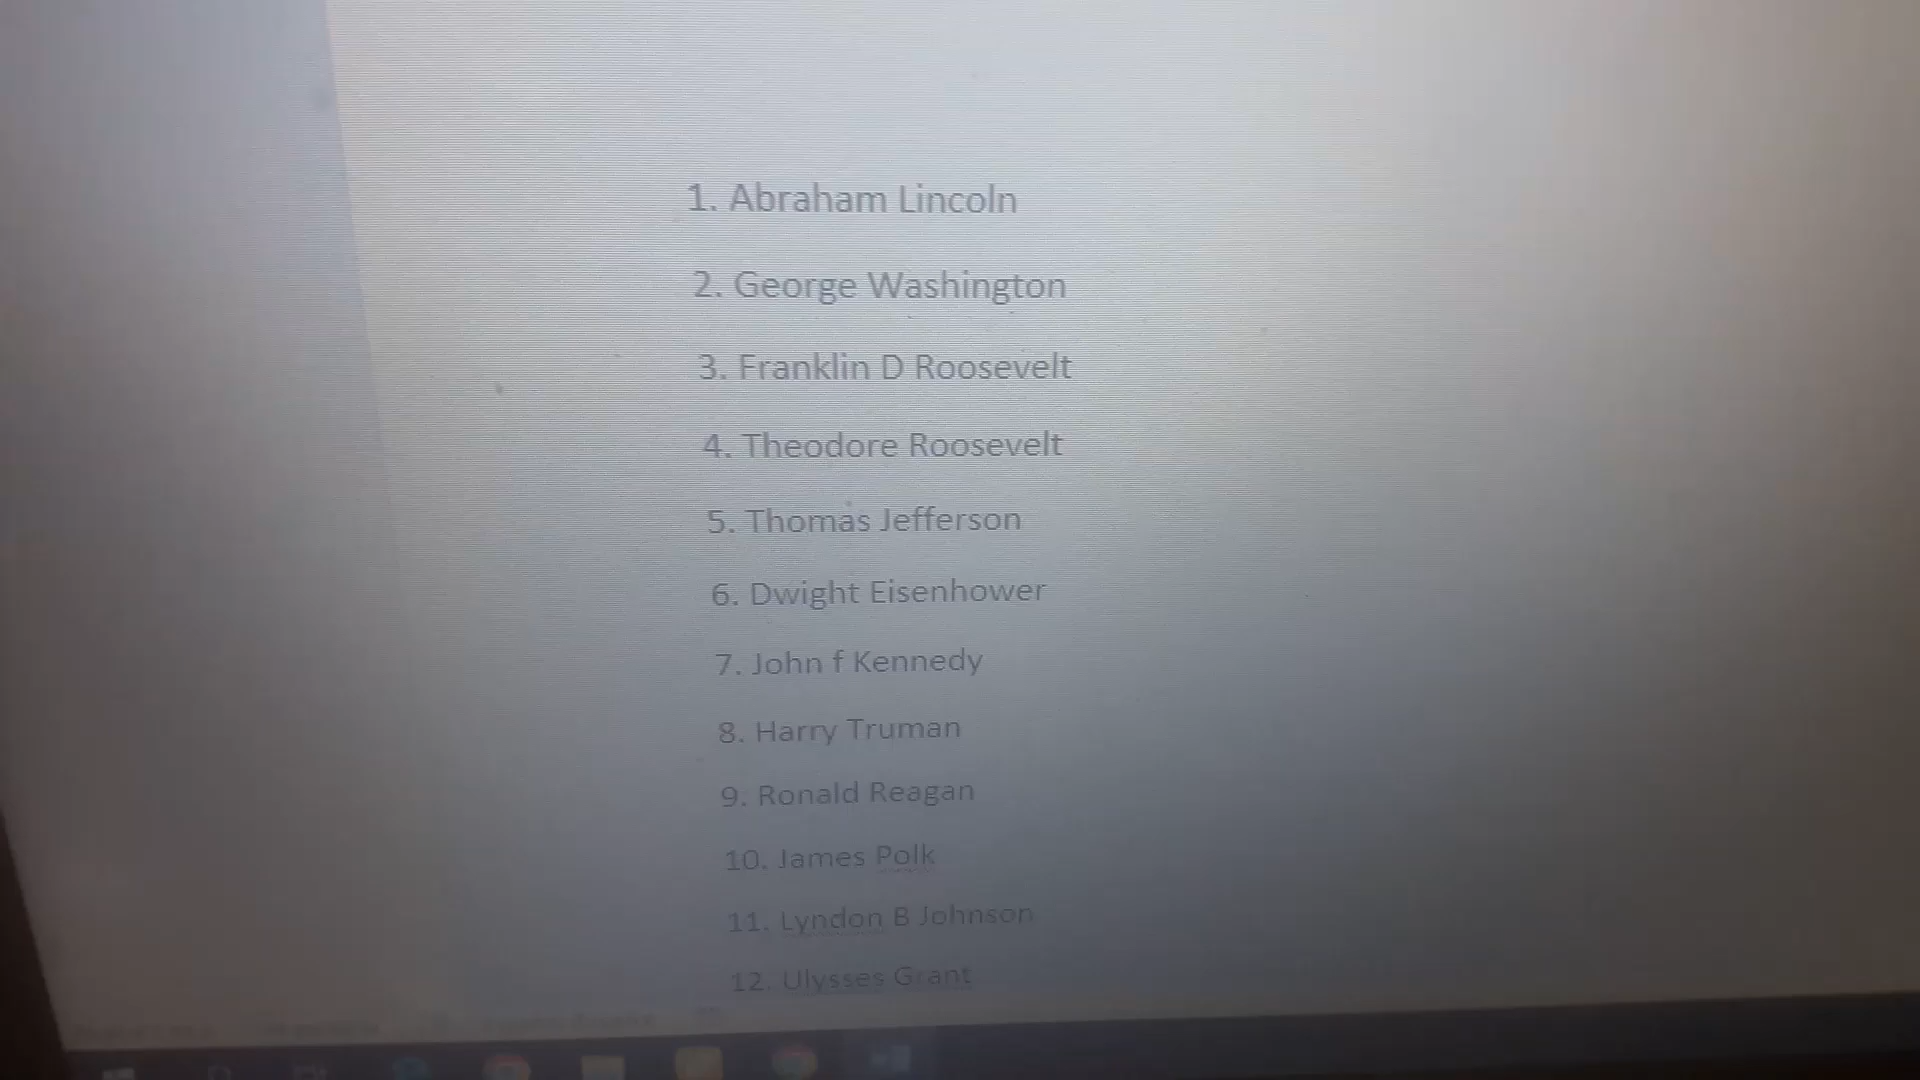 1. Abraham Lincoln
2. George Washington
3. Franklin D Roosevelt
4. Theodore Roosevelt
5. Thomas Jefferson
6. Dwight Eisenhower
7. John f Kennedy
8. Harry Truman
9. Ronald Reagan
10. James Polk
11. Lyndon B Johnson
12. Ulysses Grant